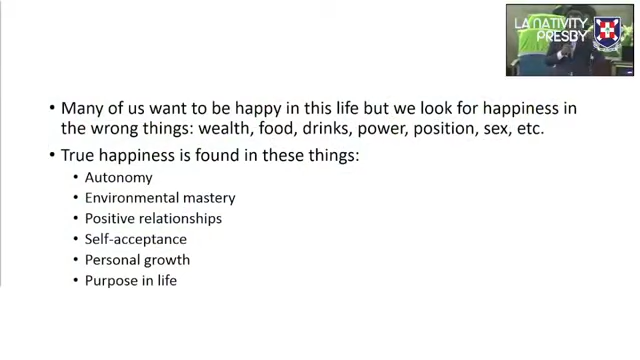 LA NATIVITY
PRESBY
• Many of us want to be happy in this life but we look for happiness in
the wrong things: wealth, food, drinks, power, position, sex, etc.
• True happiness is found in these things:
• Autonomy
• Environmental mastery
• Positive relationships
• Self-acceptance
• Personal growth
• Purpose in life